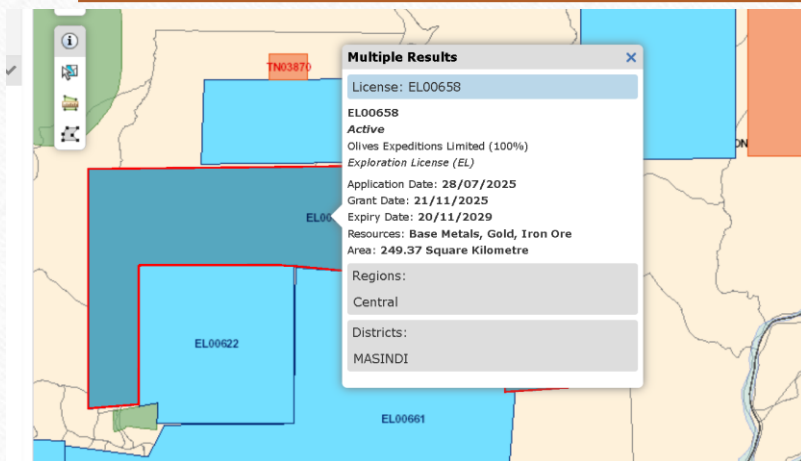 TN03870
Multiple Results
License: EL00658
EL00658
Active
Olives Expeditions Limited (100%)
Exploration License (EL)
Application Date: 28/07/2025
Grant Date: 21/11/2025
Expiry Date: 20/11/2029
Resources: Base Metals, Gold, Iron Ore
Area: 249.37 Square Kilometre
Regions:
Central
Districts:
MASINDI
EL00
EL00622
EL00661